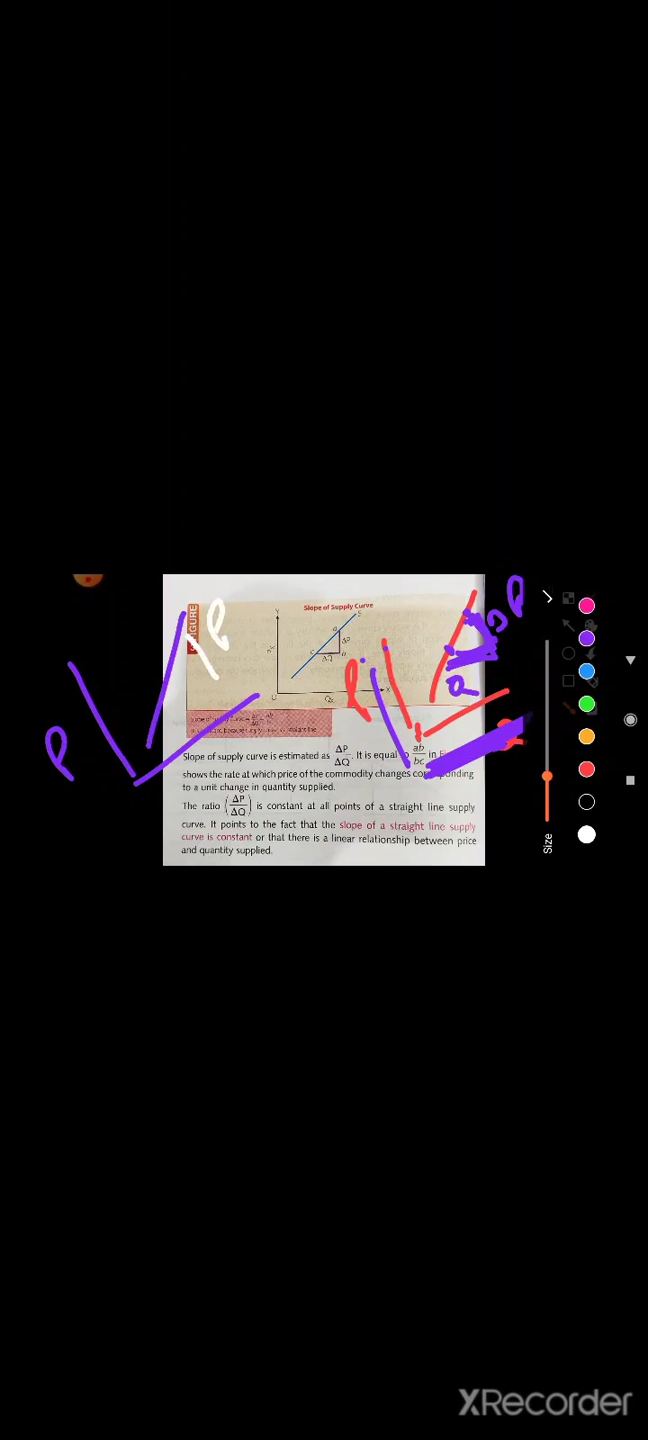 FIGURE
Slope of Supply Curve
Y
S
a
ΔP
c
b
ΔQ
O
X
Slope of supply curve is estimated as ΔP/ΔQ. It is equal to ab/bc in
shows the rate at which price of the commodity changes corresponding
to a unit change in quantity supplied.
The ratio (ΔP/ΔQ) is constant at all points of a straight line supply
curve. It points to the fact that the slope of a straight line supply
curve is constant or that there is a linear relationship between price
and quantity supplied.
P
Size
XRecorder